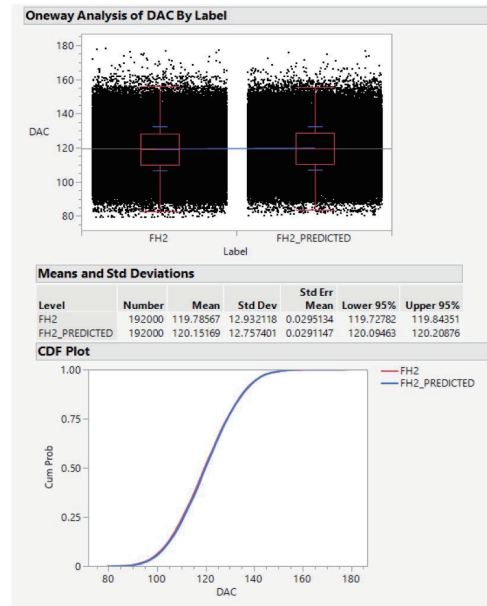 Oneway Analysis of DAC By Label
180
160
140
DAC
120
100
80
FH2 FH2_PREDICTED
Label
Means and Std Deviations
Std Err
Level Number Mean Std Dev Mean Lower 95% Upper 95%
FH2 192000 119.78567 12.932118 0.0295134 119.72782 119.84351
FH2_PREDICTED 192000 120.15169 12.757401 0.0291147 120.09463 120.20876
CDF Plot
1.00
FH2
FH2_PREDICTED
0.75
Cum Prob
0.50
0.25
0
80 100 120 140 160 180
DAC